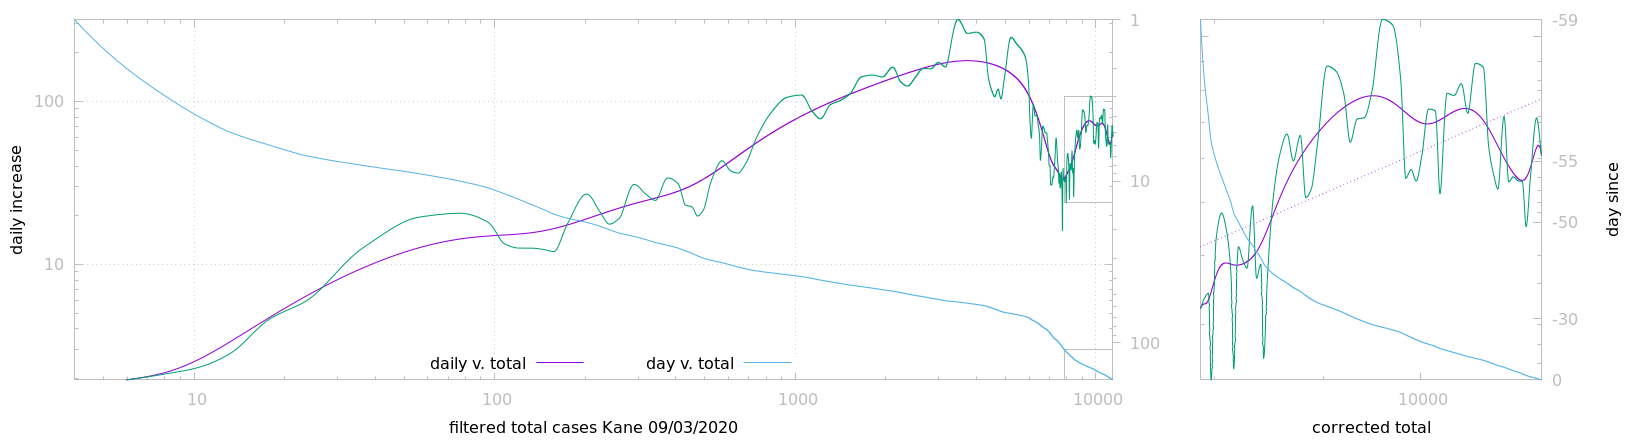 daily increase
100
10
10
100
1000
10000
1
10
100
daily v. total
day v. total
filtered total cases Kane 09/03/2020
-59
-55
-50
-30
0
day since
10000
corrected total